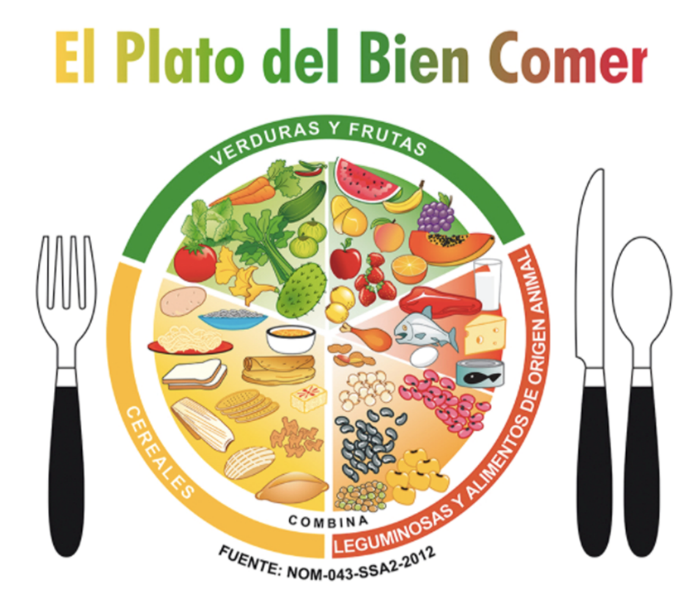 El Plato del Bien Comer
VERDURAS Y FRUTAS
CEREALES
LEGUMINOSAS Y ALIMENTOS DE ORIGEN ANIMAL
COMBINA
FUENTE: NOM-043-SSA2-2012